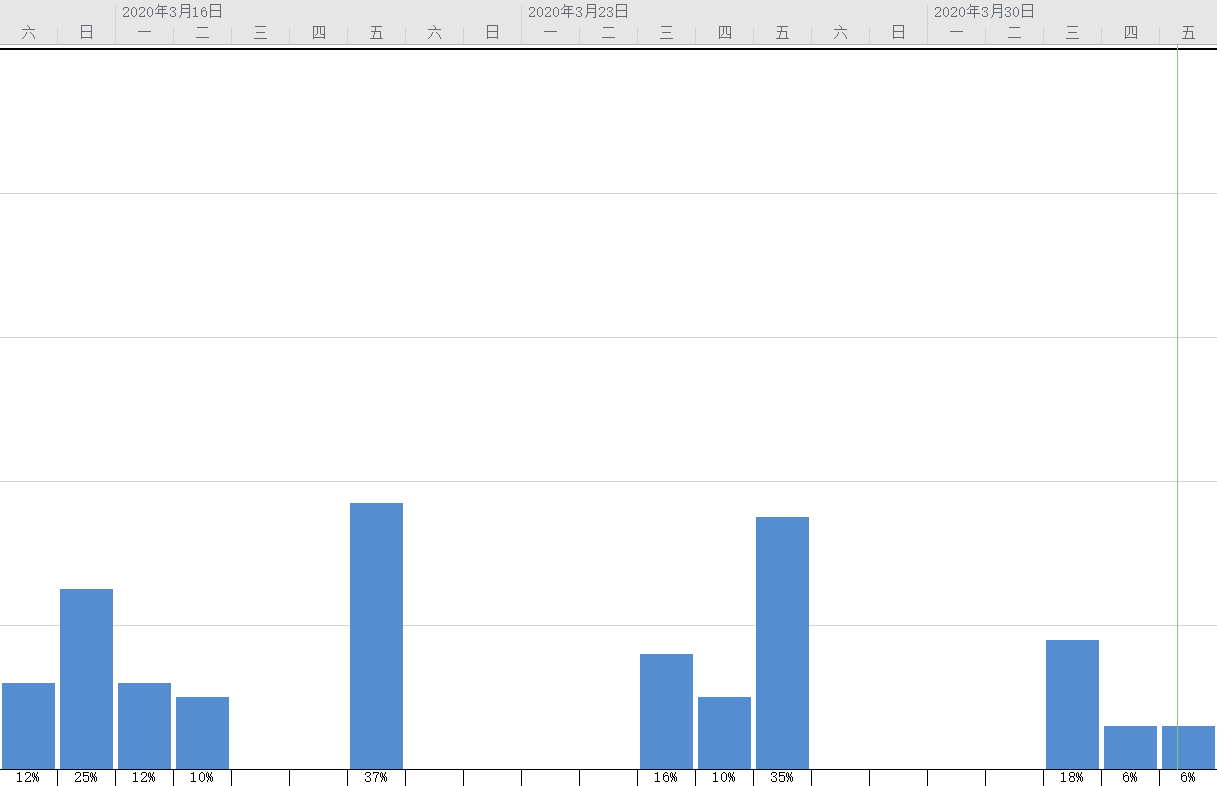 2020年3月16日 2020年3月23日 2020年3月30日
六 日 一 二 三 四 五 六 日 一 二 三 四 五 六 日 一 二 三 四 五
12% 25% 12% 10% 37% 16% 10% 35% 18% 6% 6%